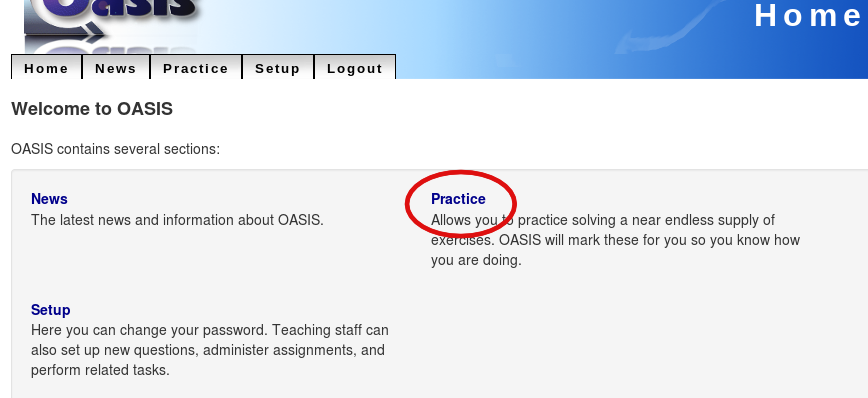 Oasis
Home
Home News Practice Setup Logout
Welcome to OASIS
OASIS contains several sections:
News
The latest news and information about OASIS.
Practice
Allows you to practice solving a near endless supply of
exercises. OASIS will mark these for you so you know how
you are doing.
Setup
Here you can change your password. Teaching staff can
also set up new questions, administer assignments, and
perform related tasks.